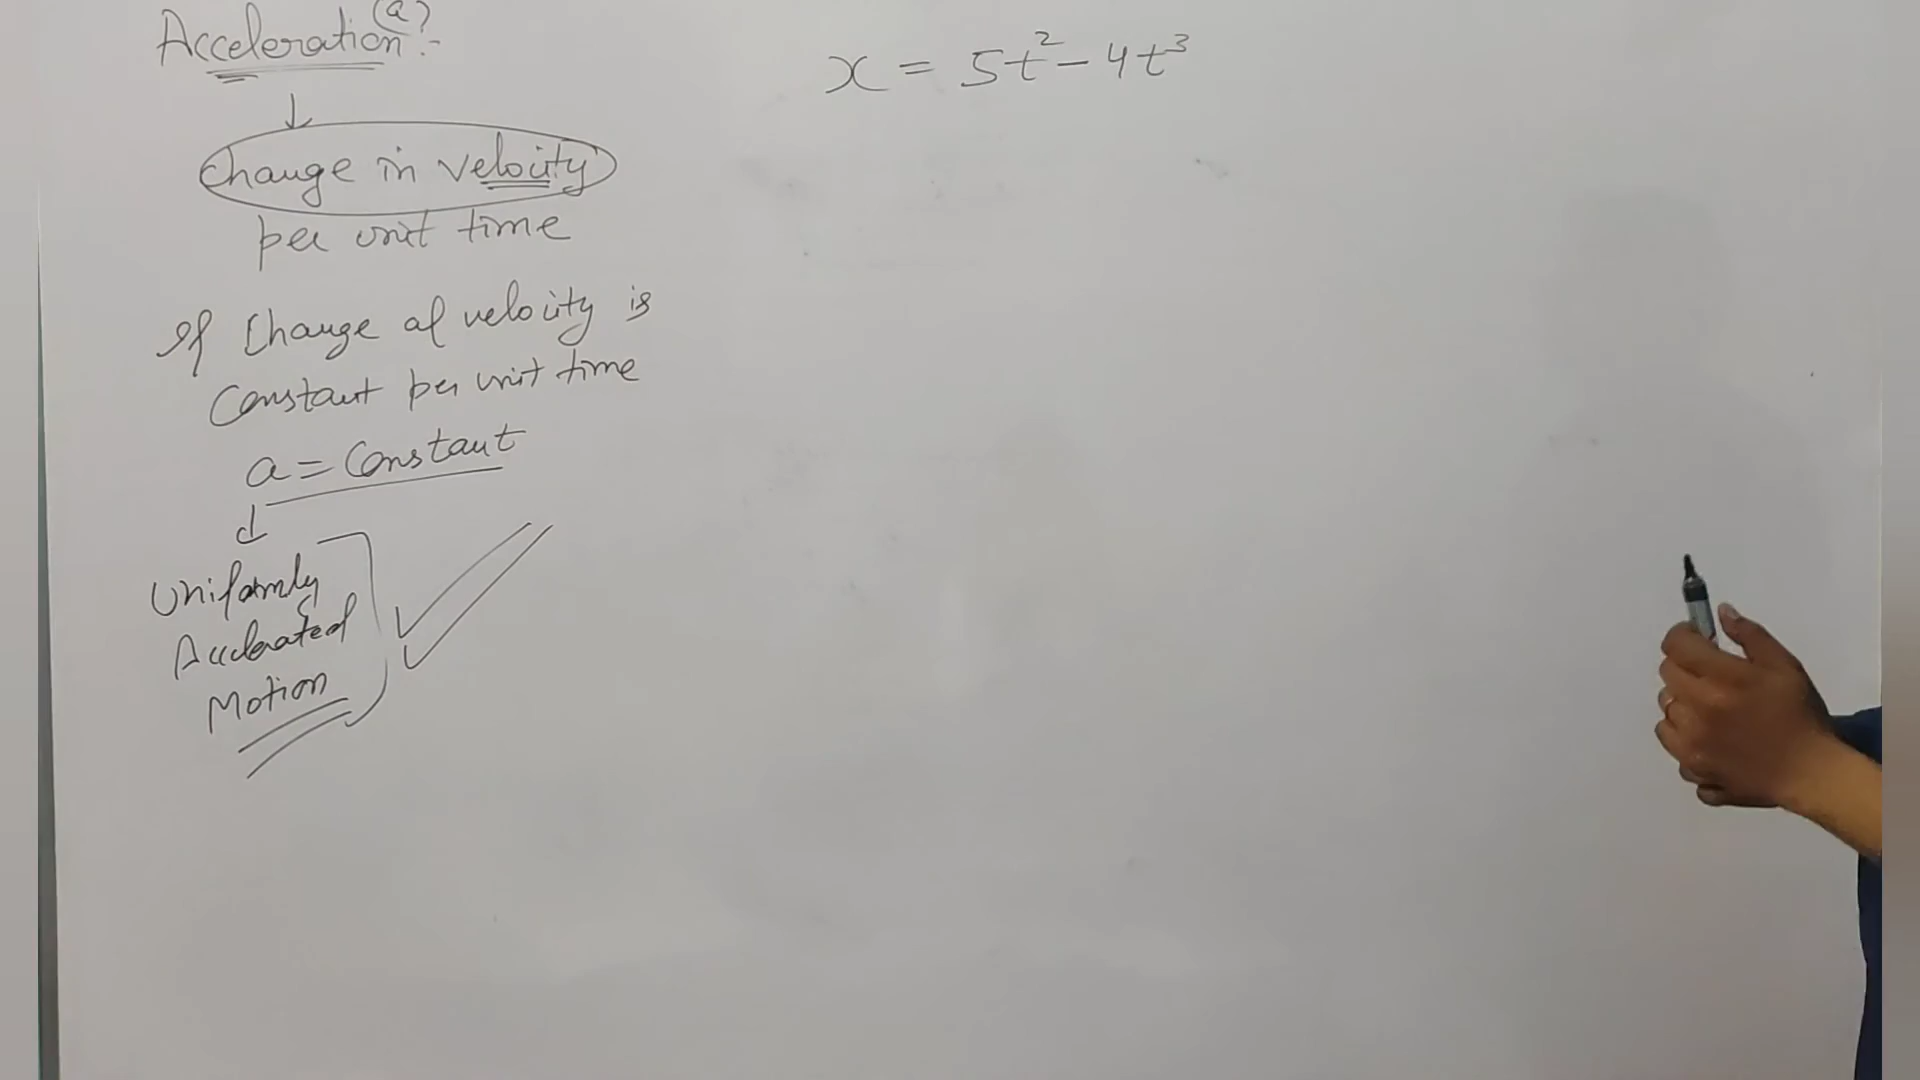 Acceleration(a):-
↓
Change in velocity
per unit time
If Change of velocity is
Constant per unit time
a = Constant
↓
Uniformly
Acclerated
Motion
x = 5t² - 4t³